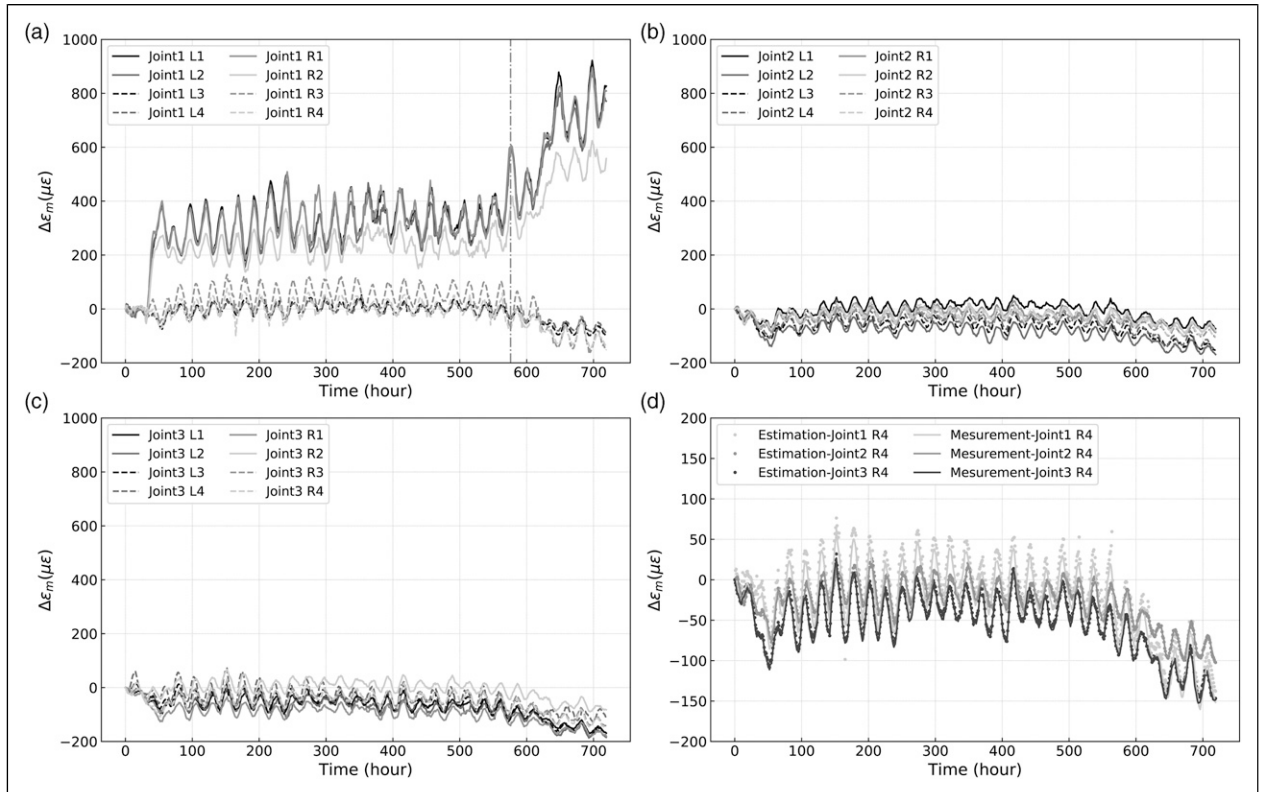 (a)
1000
800
600
400
200
0
−200
Δεm(με)
Joint1 L1
Joint1 L2
Joint1 L3
Joint1 L4
Joint1 R1
Joint1 R2
Joint1 R3
Joint1 R4
0 100 200 300 400 500 600 700
Time (hour)
(b)
1000
800
600
400
200
0
−200
Δεm(με)
Joint2 L1
Joint2 L2
Joint2 L3
Joint2 L4
Joint2 R1
Joint2 R2
Joint2 R3
Joint2 R4
0 100 200 300 400 500 600 700
Time (hour)
(c)
1000
800
600
400
200
0
−200
Δεm(με)
Joint3 L1
Joint3 L2
Joint3 L3
Joint3 L4
Joint3 R1
Joint3 R2
Joint3 R3
Joint3 R4
0 100 200 300 400 500 600 700
Time (hour)
(d)
200
150
100
50
0
−50
−100
−150
−200
Δεm(με)
Estimation-Joint1 R4
Estimation-Joint2 R4
Estimation-Joint3 R4
Mesurement-Joint1 R4
Mesurement-Joint2 R4
Mesurement-Joint3 R4
0 100 200 300 400 500 600 700
Time (hour)